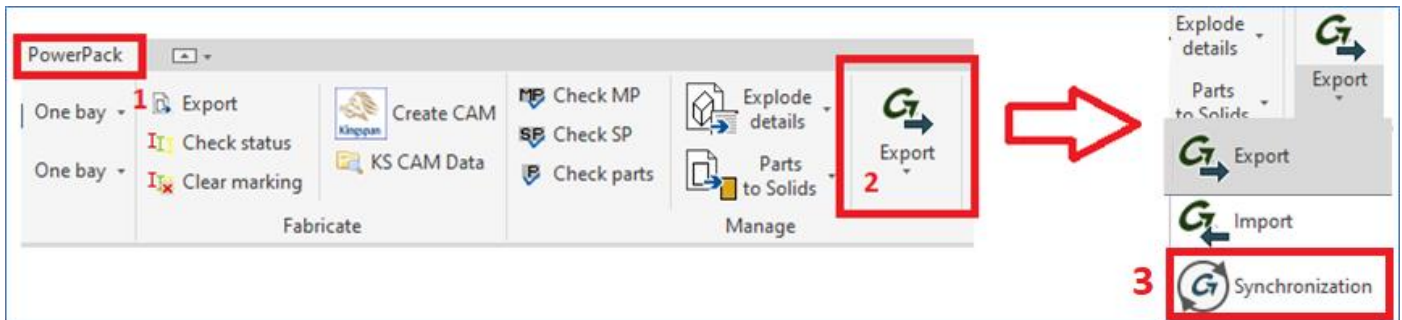 PowerPack
1
One bay
One bay
Export
Check status
Clear marking
Kingspan
Create CAM
KS CAM Data
Fabricate
MP Check MP
SP Check SP
P Check parts
Explode
details
Parts
to Solids
Manage
Export
2
Explode
details
Parts
to Solids
Export
Export
Import
3
Synchronization